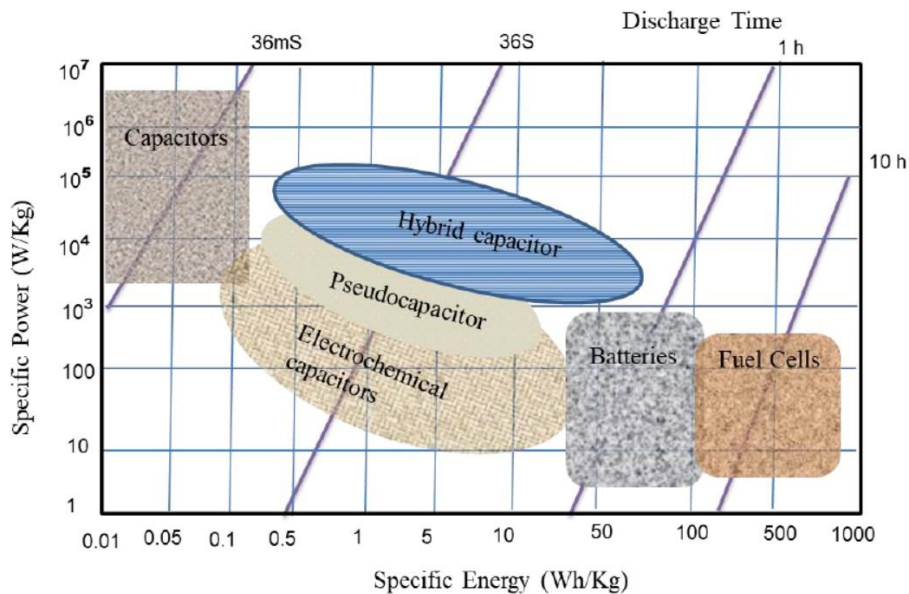 Discharge Time
36mS
36S
1 h
10 h
10⁷
10⁶
10⁵
10⁴
10³
100
10
1
Specific Power (W/Kg)
Capacitors
Hybrid capacitor
Pseudocapacitor
Electrochemical
capacitors
Batteries
Fuel Cells
0.01 0.05 0.1 0.5 1 5 10 50 100 500 1000
Specific Energy (Wh/Kg)